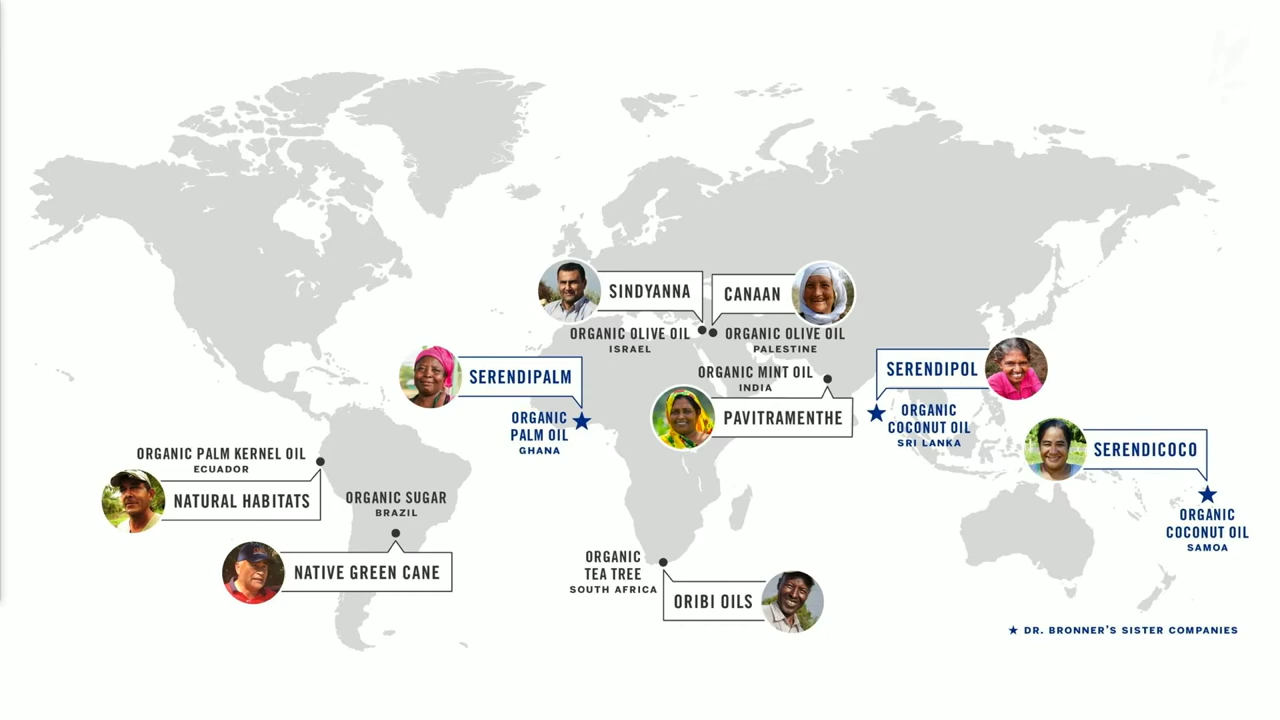 SINDYANNA
ORGANIC OLIVE OIL
ISRAEL
CANAAN
ORGANIC OLIVE OIL
PALESTINE
SERENDIPALM
ORGANIC
PALM OIL
GHANA
ORGANIC MINT OIL
INDIA
PAVITRAMENTHE
SERENDIPOL
ORGANIC
COCONUT OIL
SRI LANKA
SERENDICOCO
ORGANIC
COCONUT OIL
SAMOA
ORGANIC PALM KERNEL OIL
ECUADOR
NATURAL HABITATS
ORGANIC SUGAR
BRAZIL
NATIVE GREEN CANE
ORGANIC
TEA TREE
SOUTH AFRICA
ORIBI OILS
★ DR. BRONNER'S SISTER COMPANIES